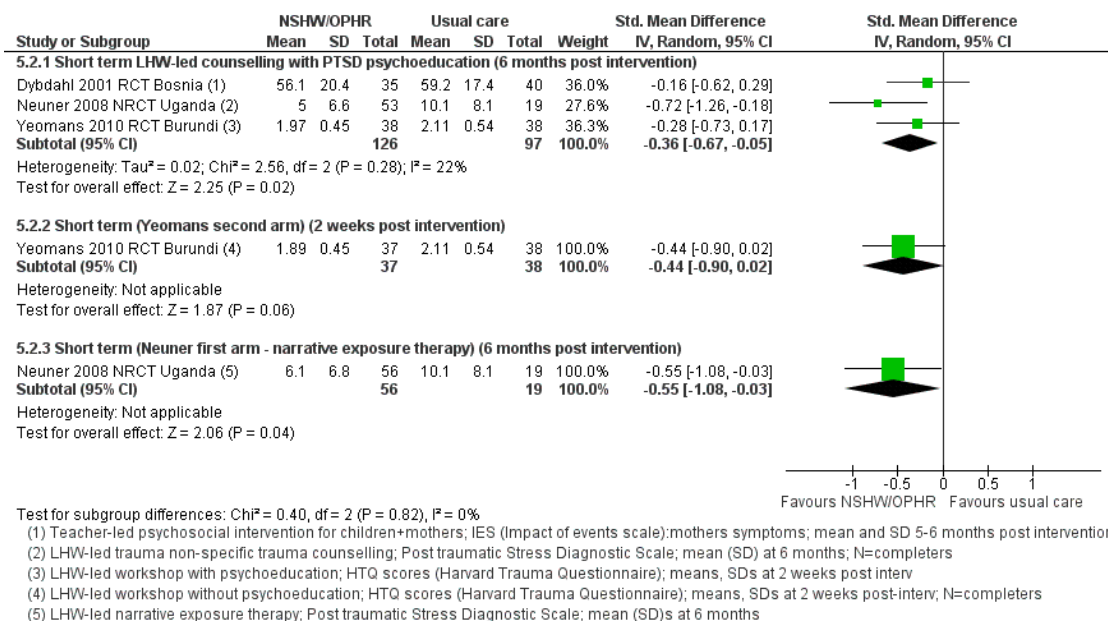 NSHW/OPHR Usual care Std. Mean Difference Std. Mean Difference
Study or Subgroup Mean SD Total Mean SD Total Weight IV, Random, 95% CI IV, Random, 95% CI
5.2.1 Short term LHW-led counselling with PTSD psychoeducation (6 months post intervention)
Dybdahl 2001 RCT Bosnia (1) 56.1 20.4 35 59.2 17.4 40 36.0% -0.16 [-0.62, 0.29]
Neuner 2008 NRCT Uganda (2) 5 6.6 53 10.1 8.1 19 27.6% -0.72 [-1.26, -0.18]
Yeomans 2010 RCT Burundi (3) 1.97 0.45 38 2.11 0.54 38 36.3% -0.28 [-0.73, 0.17]
Subtotal (95% CI) 126 97 100.0% -0.36 [-0.67, -0.05]
Heterogeneity: Tau² = 0.02; Chi² = 2.56, df = 2 (P = 0.28); I² = 22%
Test for overall effect: Z = 2.25 (P = 0.02)
5.2.2 Short term (Yeomans second arm) (2 weeks post intervention)
Yeomans 2010 RCT Burundi (4) 1.89 0.45 37 2.11 0.54 38 100.0% -0.44 [-0.90, 0.02]
Subtotal (95% CI) 37 38 100.0% -0.44 [-0.90, 0.02]
Heterogeneity: Not applicable
Test for overall effect: Z = 1.87 (P = 0.06)
5.2.3 Short term (Neuner first arm - narrative exposure therapy) (6 months post intervention)
Neuner 2008 NRCT Uganda (5) 6.1 6.8 56 10.1 8.1 19 100.0% -0.55 [-1.08, -0.03]
Subtotal (95% CI) 56 19 100.0% -0.55 [-1.08, -0.03]
Heterogeneity: Not applicable
Test for overall effect: Z = 2.06 (P = 0.04)
-1 -0.5 0 0.5 1
Favours NSHW/OPHR Favours usual care
Test for subgroup differences: Chi² = 0.40, df = 2 (P = 0.82), I² = 0%
(1) Teacher-led psychosocial intervention for children+mothers; IES (Impact of events scale):mothers symptoms; mean and SD 5-6 months post intervention
(2) LHW-led trauma non-specific trauma counselling; Post traumatic Stress Diagnostic Scale; mean (SD) at 6 months; N=completers
(3) LHW-led workshop with psychoeducation; HTQ scores (Harvard Trauma Questionnaire); means, SDs at 2 weeks post interv
(4) LHW-led workshop without psychoeducation; HTQ scores (Harvard Trauma Questionnaire); means, SDs at 2 weeks post-interv; N=completers
(5) LHW-led narrative exposure therapy; Post traumatic Stress Diagnostic Scale; mean (SD)s at 6 months